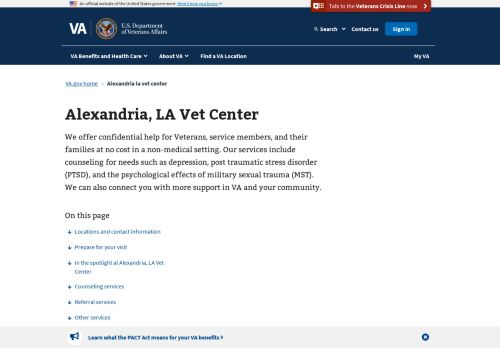 An official website of the United States government Here's how you know
Talk to the Veterans Crisis Line now
VA
U.S. Department
of Veterans Affairs
Search
Contact us
Sign in
VA Benefits and Health Care
About VA
Find a VA Location
My VA
VA.gov home › Alexandria la vet center
Alexandria, LA Vet Center
We offer confidential help for Veterans, service members, and their
families at no cost in a non-medical setting. Our services include
counseling for needs such as depression, post traumatic stress disorder
(PTSD), and the psychological effects of military sexual trauma (MST).
We can also connect you with more support in VA and your community.
On this page
Locations and contact information
Prepare for your visit
In the spotlight at Alexandria, LA Vet
Center
Counseling services
Referral services
Other services
Learn what the PACT Act means for your VA benefits